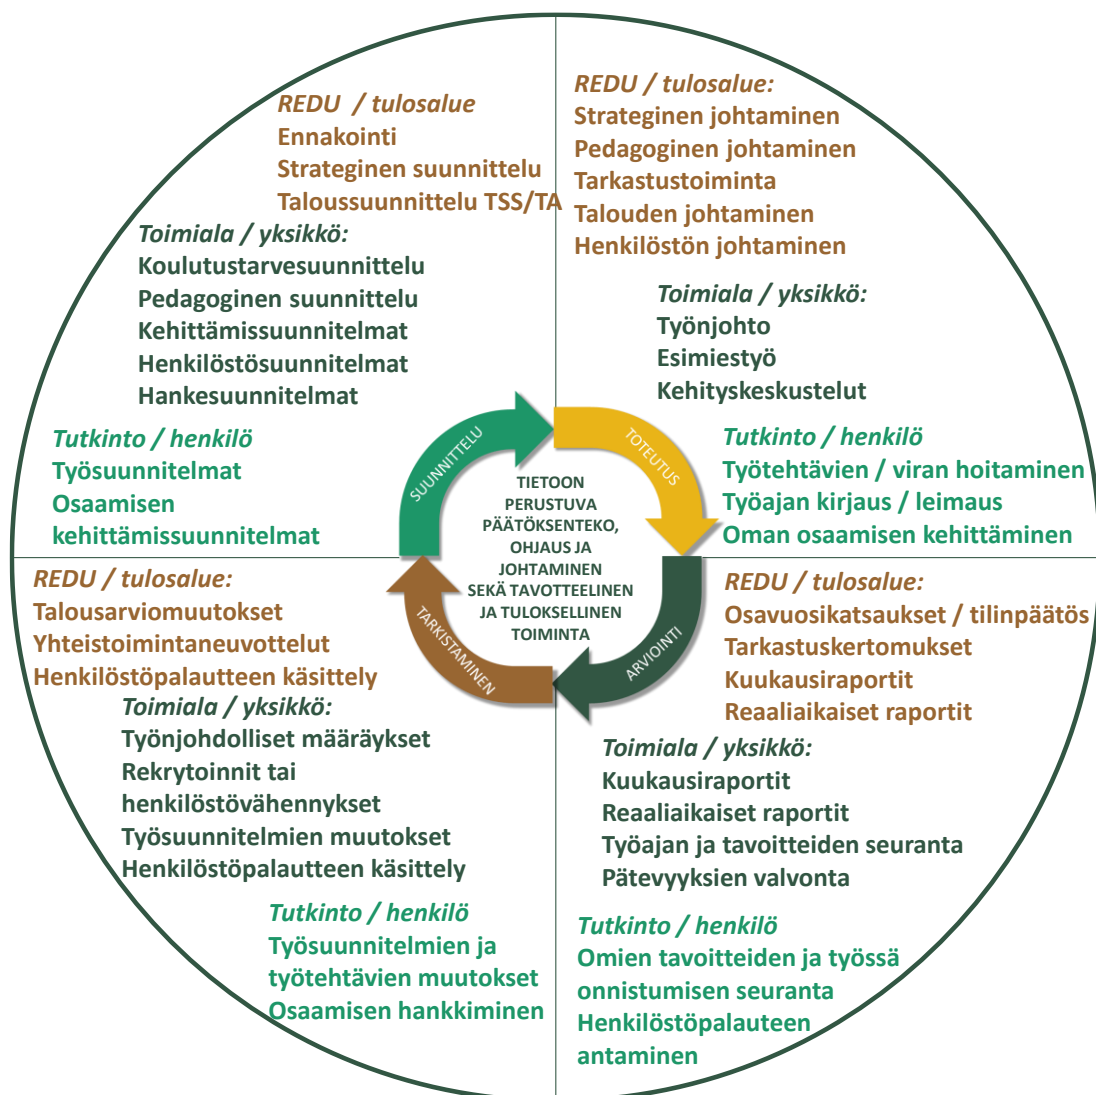 REDU / tulosalue
Ennakointi
Strateginen suunnittelu
Taloussuunnittelu TSS/TA
Toimiala / yksikkö:
Koulutustarvesuunnittelu
Pedagoginen suunnittelu
Kehittämissuunnitelmat
Henkilöstösuunnitelmat
Hankesuunnitelmat
Tutkinto / henkilö
Työsuunnitelmat
Osaamisen
kehittämissuunnitelmat
REDU / tulosalue:
Strateginen johtaminen
Pedagoginen johtaminen
Tarkastustoiminta
Talouden johtaminen
Henkilöstön johtaminen
Toimiala / yksikkö:
Työnjohto
Esimiestyö
Kehityskeskustelut
Tutkinto / henkilö
Työtehtävien / viran hoitaminen
Työajan kirjaus / leimaus
Oman osaamisen kehittäminen
SUUNNITTELU
TOTEUTUS
ARVIOINTI
TARKISTAMINEN
TIETOON
PERUSTUVA
PÄÄTÖKSENTEKO,
OHJAUS JA
JOHTAMINEN
SEKÄ TAVOTTEELINEN
JA TULOKSELLINEN
TOIMINTA
REDU / tulosalue:
Talousarviomuutokset
Yhteistoimintaneuvottelut
Henkilöstöpalautteen käsittely
Toimiala / yksikkö:
Työnjohdolliset määräykset
Rekrytoinnit tai
henkilöstövähennykset
Työsuunnitelmien muutokset
Henkilöstöpalautteen käsittely
Tutkinto / henkilö
Työsuunnitelmien ja
työtehtävien muutokset
Osaamisen hankkiminen
REDU / tulosalue:
Osavuosikatsaukset / tilinpäätös
Tarkastuskertomukset
Kuukausiraportit
Reaaliaikaiset raportit
Toimiala / yksikkö:
Kuukausiraportit
Reaaliaikaiset raportit
Työajan ja tavoitteiden seuranta
Pätevyyksien valvonta
Tutkinto / henkilö
Omien tavoitteiden ja työssä
onnistumisen seuranta
Henkilöstöpalauteen
antaminen